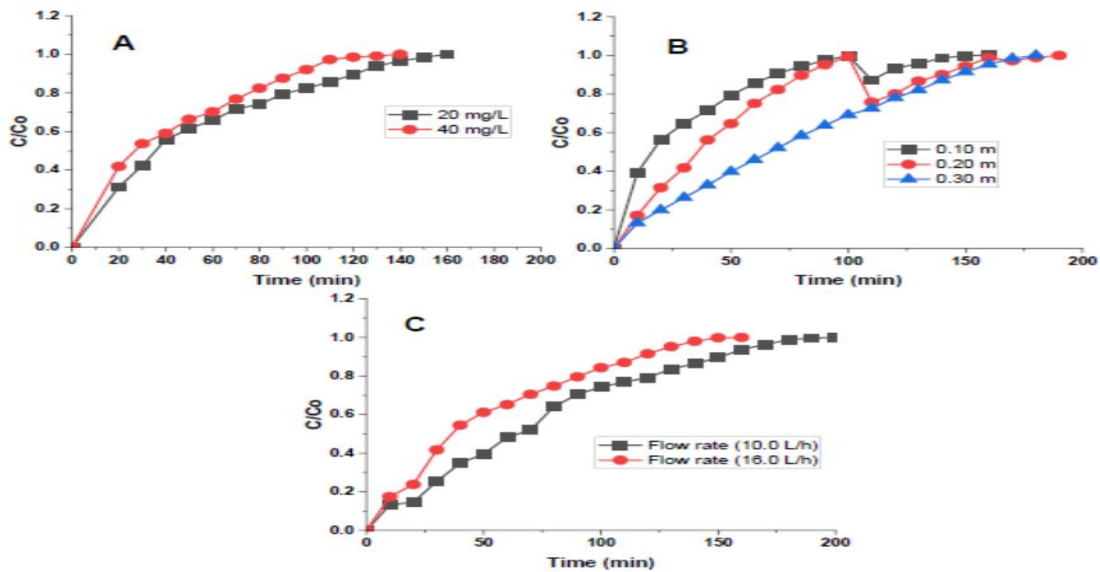 A
C/Co
1.2
1.0
0.8
0.6
0.4
0.2
0.0
0 20 40 60 80 100 120 140 160 180 200
Time (min)
20 mg/L
40 mg/L
B
C/Co
1.2
1.0
0.8
0.6
0.4
0.2
0.0
0 50 100 150 200
Time (min)
0.10 m
0.20 m
0.30 m
C
C/Co
1.2
1.0
0.8
0.6
0.4
0.2
0.0
0 50 100 150 200
Time (min)
Flow rate (10.0 L/h)
Flow rate (16.0 L/h)